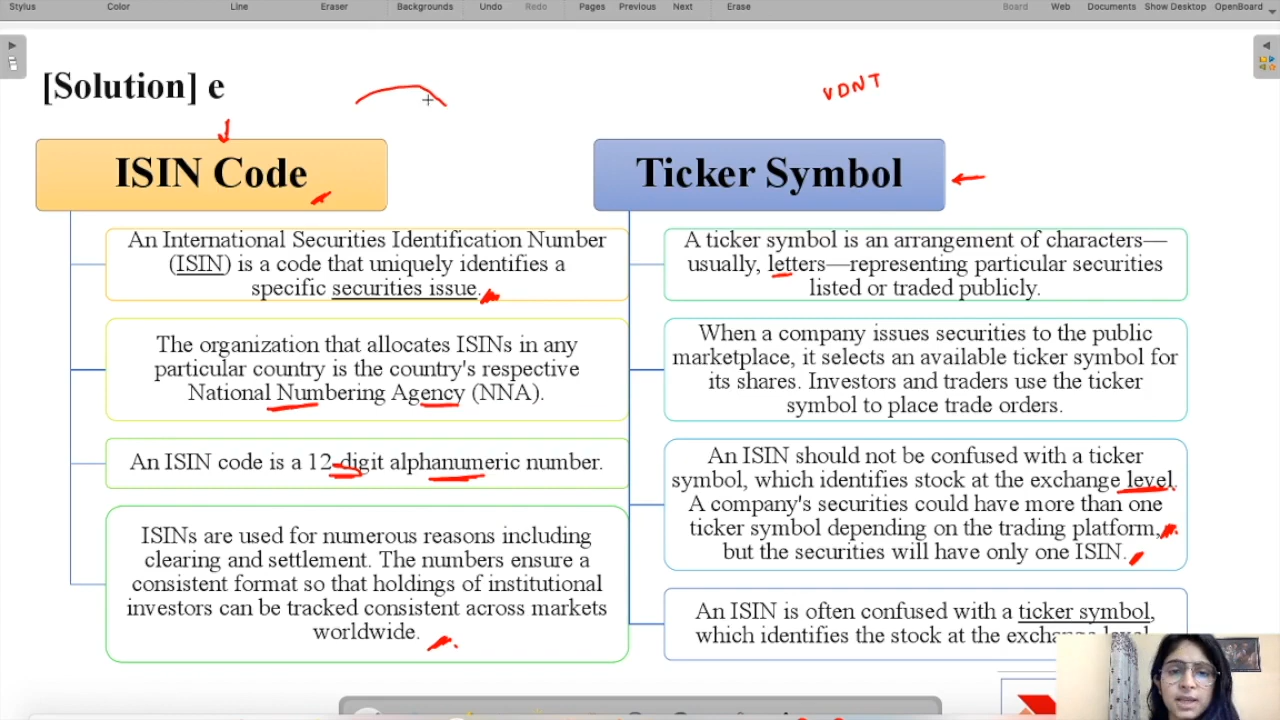 Stylus Color Line Eraser Backgrounds Undo Redo Pages Previous Next Erase Board Web Documents Show Desktop OpenBoard
[Solution] e
VDNT
ISIN Code
An International Securities Identification Number
(ISIN) is a code that uniquely identifies a
specific securities issue.
The organization that allocates ISINs in any
particular country is the country's respective
National Numbering Agency (NNA).
An ISIN code is a 12-digit alphanumeric number.
ISINs are used for numerous reasons including
clearing and settlement. The numbers ensure a
consistent format so that holdings of institutional
investors can be tracked consistent across markets
worldwide.
Ticker Symbol
A ticker symbol is an arrangement of characters—
usually, letters—representing particular securities
listed or traded publicly.
When a company issues securities to the public
marketplace, it selects an available ticker symbol for
its shares. Investors and traders use the ticker
symbol to place trade orders.
An ISIN should not be confused with a ticker
symbol, which identifies stock at the exchange level.
A company's securities could have more than one
ticker symbol depending on the trading platform,
but the securities will have only one ISIN.
An ISIN is often confused with a ticker symbol,
which identifies the stock at the exchange level